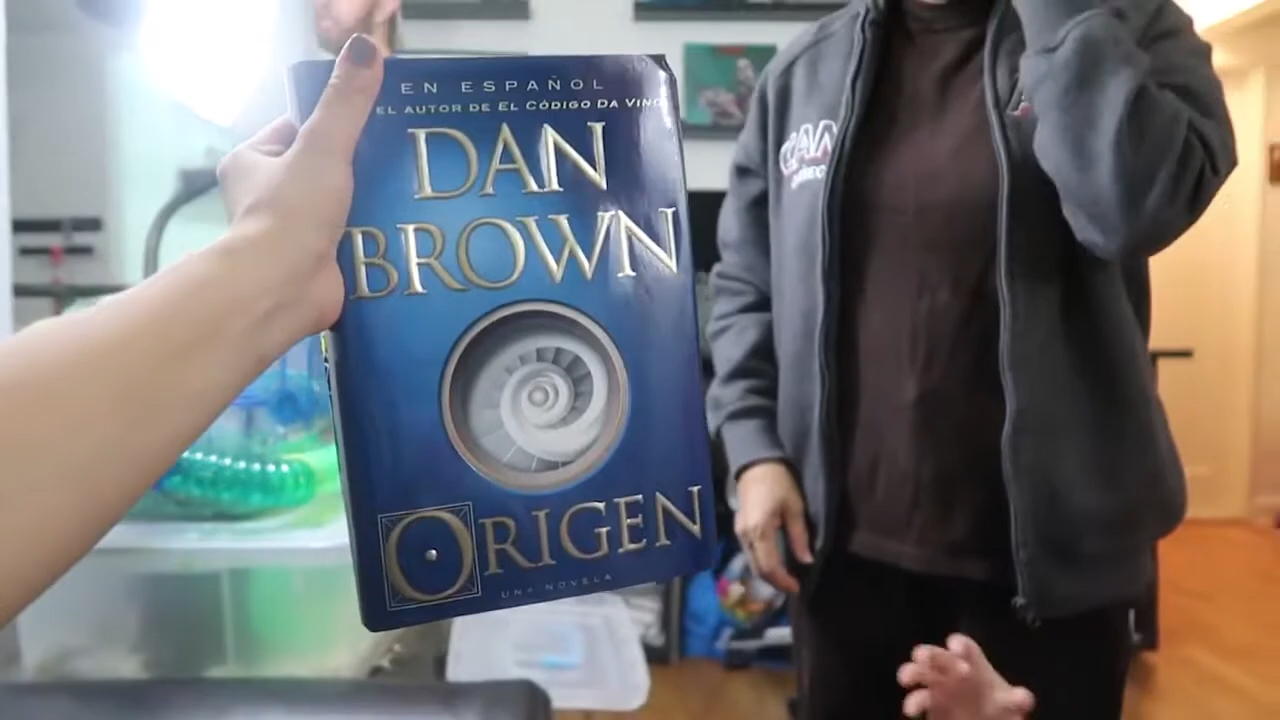 EN ESPAÑOL
EL AUTOR DE EL CÓDIGO DA VINCI
DAN
BROWN
ORIGEN
UNA NOVELA